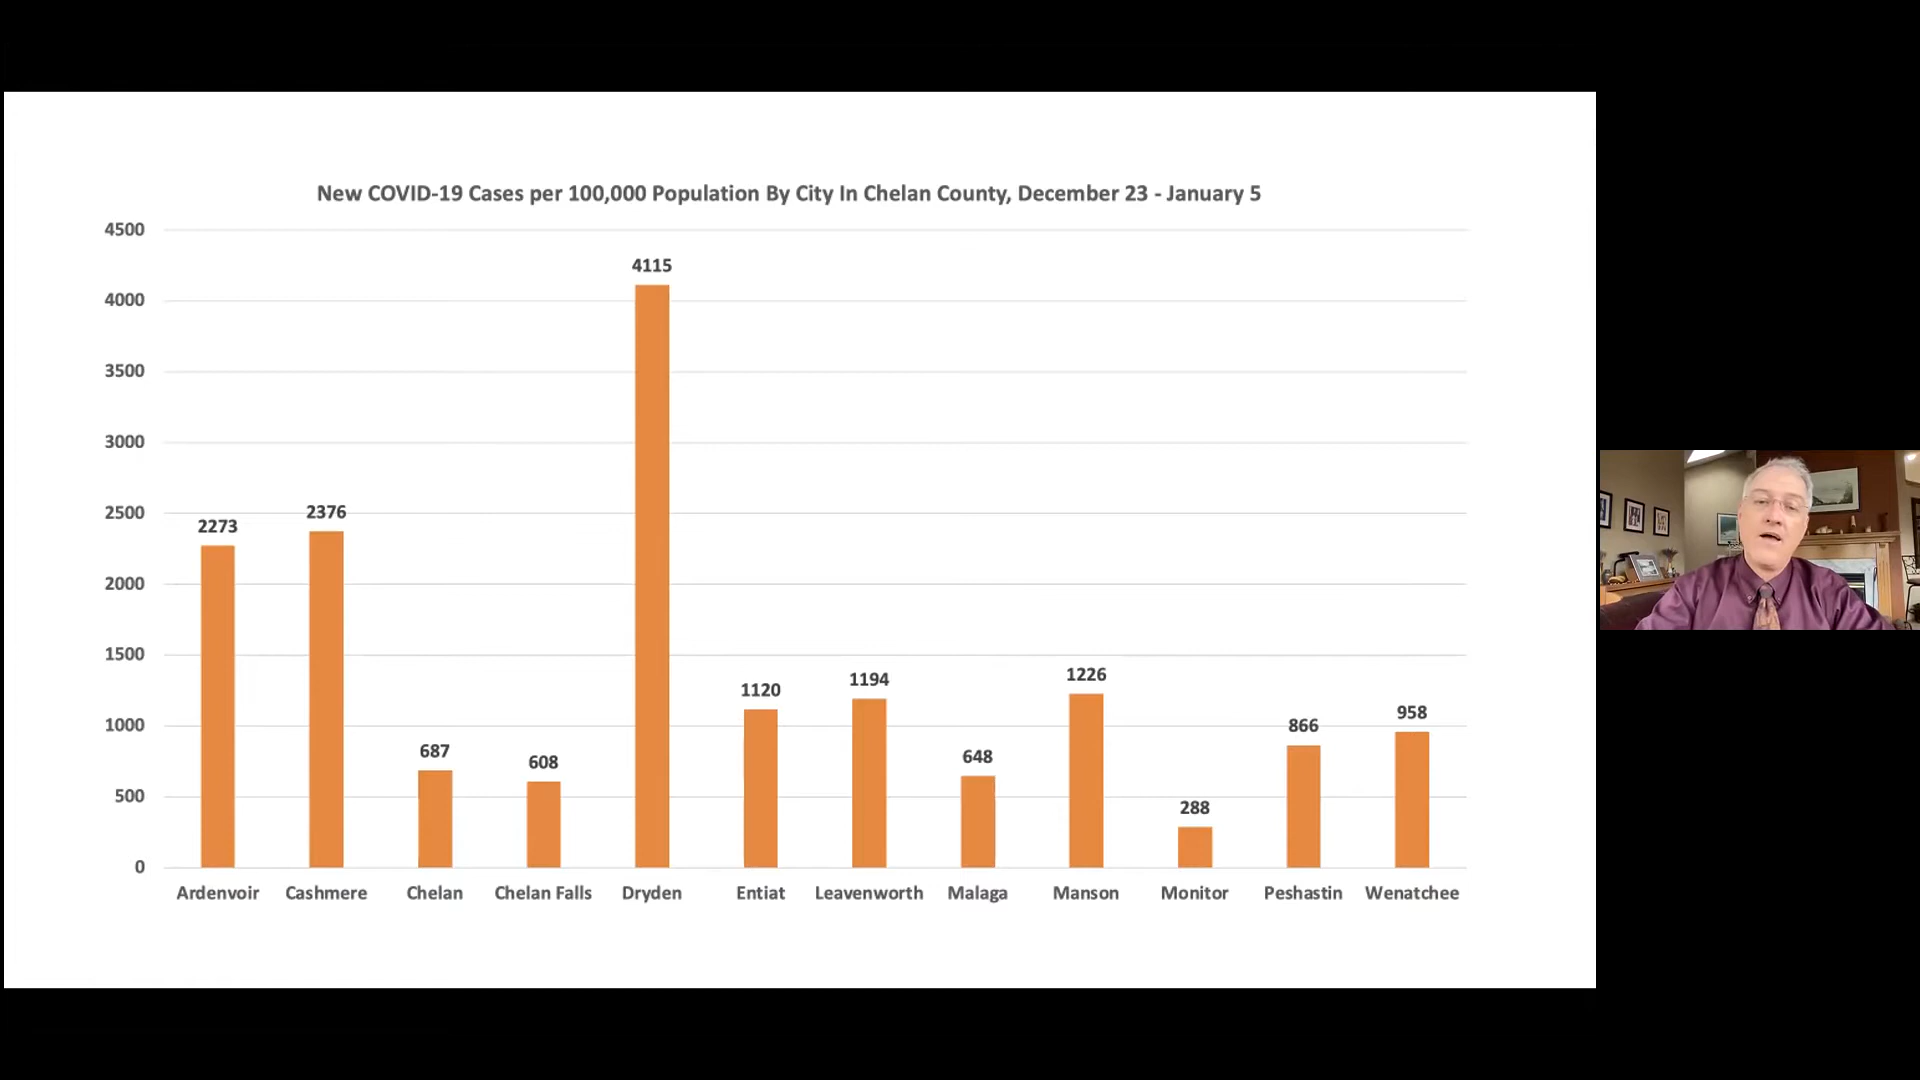 New COVID-19 Cases per 100,000 Population By City In Chelan County, December 23 - January 5
4500
4000
3500
3000
2500
2000
1500
1000
500
0
2273
2376
687
608
4115
1120
1194
648
1226
288
866
958
Ardenvoir
Cashmere
Chelan
Chelan Falls
Dryden
Entiat
Leavenworth
Malaga
Manson
Monitor
Peshastin
Wenatchee